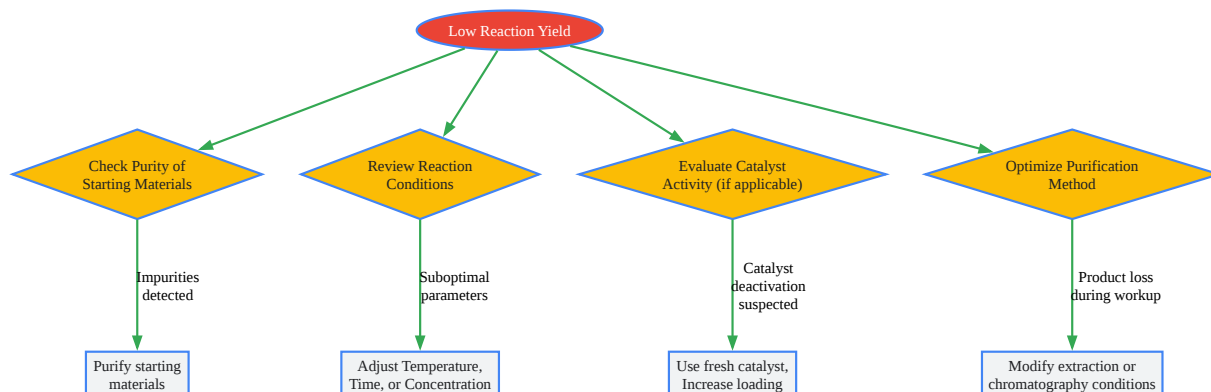 Low Reaction Yield
Check Purity of
Starting Materials
Review Reaction
Conditions
Evaluate Catalyst
Activity (if applicable)
Optimize Purification
Method
Impurities
detected
Suboptimal
parameters
Catalyst
deactivation
suspected
Product loss
during workup
Purify starting
materials
Adjust Temperature,
Time, or Concentration
Use fresh catalyst,
Increase loading
Modify extraction or
chromatography conditions